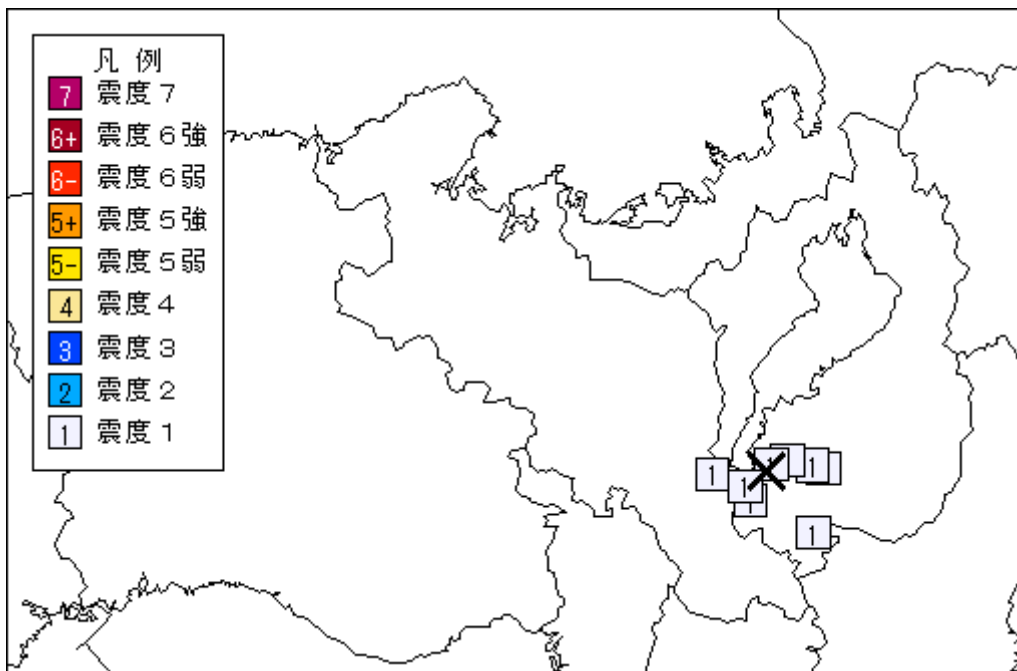 凡 例
7 震度７
6+ 震度６強
6- 震度６弱
5+ 震度５強
5- 震度５弱
4 震度４
3 震度３
2 震度２
1 震度１
1
1
1
1
1
1